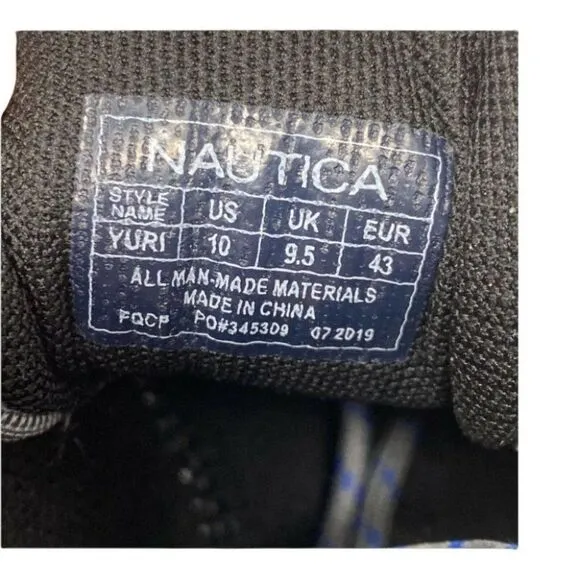 NAUTICA
STYLE NAME US UK EUR
YURI 10 9.5 43
ALL MAN-MADE MATERIALS
MADE IN CHINA
FQCP PO#345309 07 2019